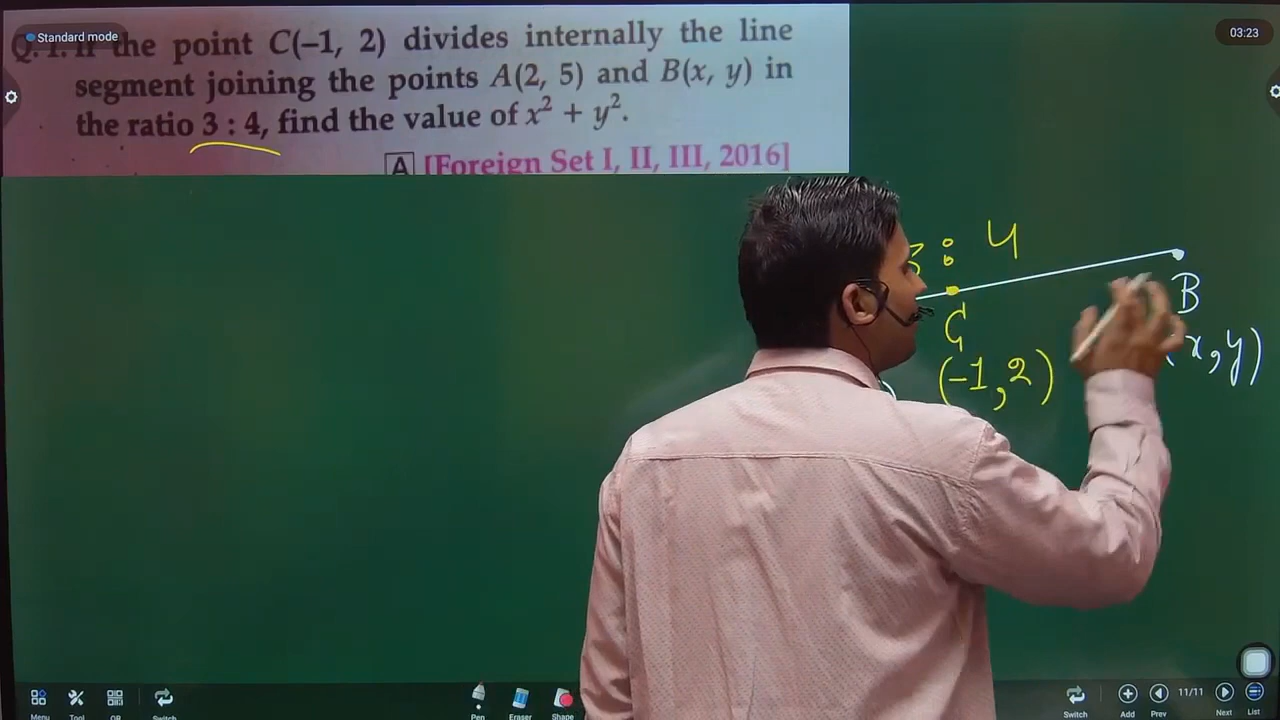 Standard mode
03:23
Q. 1. If the point C(–1, 2) divides internally the line
segment joining the points A(2, 5) and B(x, y) in
the ratio 3 : 4, find the value of x² + y².
A [Foreign Set I, II, III, 2016]
3 : 4
C
B
(-1, 2)
(x, y)
Menu
Tool
QR
Switch
Pen
Eraser
Shape
Switch
Add
Prev
11/11
Next
List